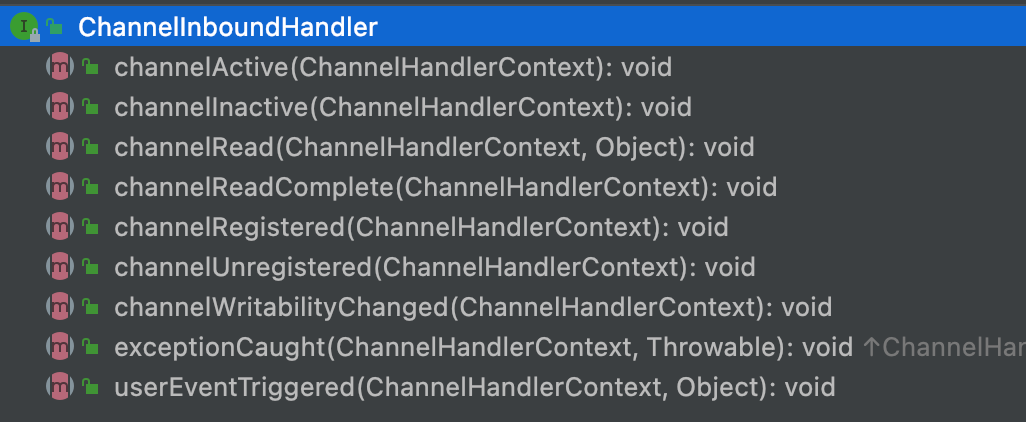 ChannelInboundHandler
channelActive(ChannelHandlerContext): void
channelInactive(ChannelHandlerContext): void
channelRead(ChannelHandlerContext, Object): void
channelReadComplete(ChannelHandlerContext): void
channelRegistered(ChannelHandlerContext): void
channelUnregistered(ChannelHandlerContext): void
channelWritabilityChanged(ChannelHandlerContext): void
exceptionCaught(ChannelHandlerContext, Throwable): void ↑ChannelHan
userEventTriggered(ChannelHandlerContext, Object): void